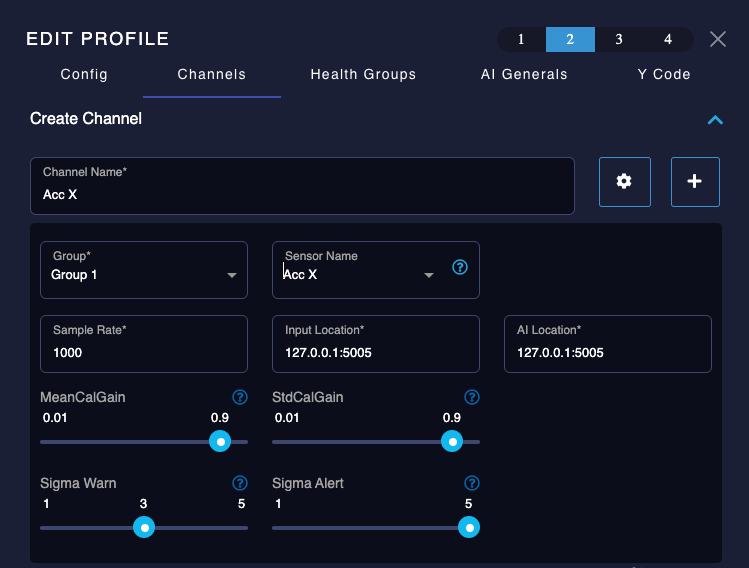 EDIT PROFILE
1 2 3 4
Config Channels Health Groups AI Generals Y Code
Create Channel
Channel Name*
Acc X
Group* Sensor Name
Group 1 Acc X
Sample Rate* Input Location* AI Location*
1000 127.0.0.1:5005 127.0.0.1:5005
MeanCalGain ? StdCalGain ?
0.01 0.9 0.01 0.9
Sigma Warn ? Sigma Alert ?
1 3 5 1 5